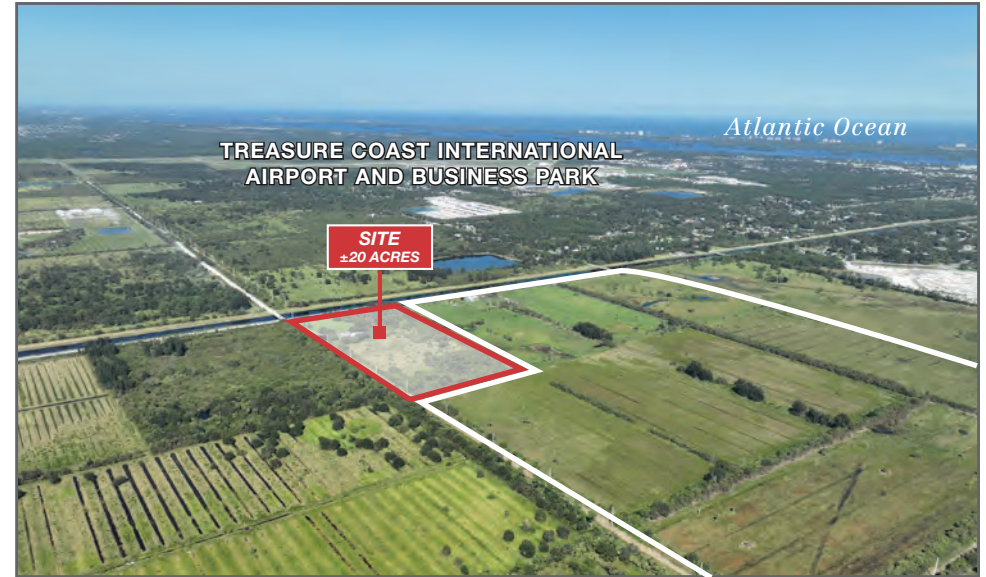 Atlantic Ocean
TREASURE COAST INTERNATIONAL
AIRPORT AND BUSINESS PARK
SITE
±20 ACRES